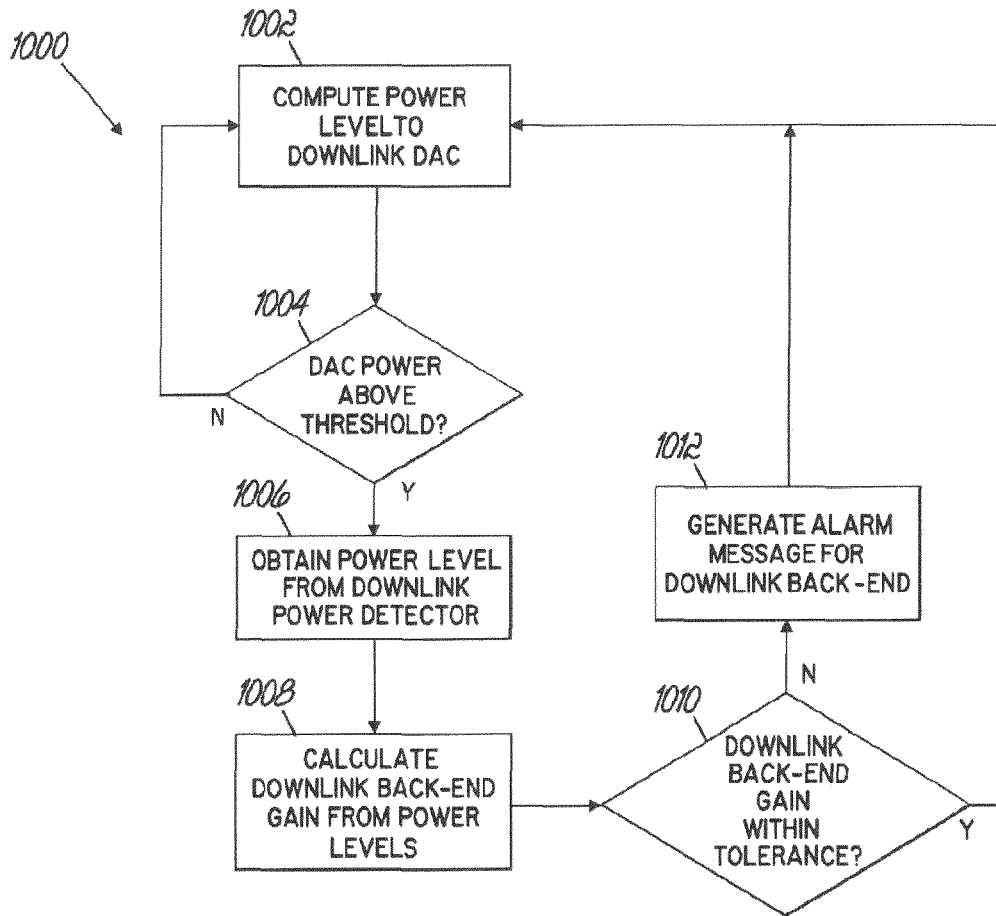 1000
1002
COMPUTE POWER
LEVELTO
DOWNLINK DAC
1004
DAC POWER
ABOVE
THRESHOLD?
N
Y
1006
OBTAIN POWER LEVEL
FROM DOWNLINK
POWER DETECTOR
1008
CALCULATE
DOWNLINK BACK-END
GAIN FROM POWER
LEVELS
1010
DOWNLINK
BACK-END
GAIN
WITHIN
TOLERANCE?
N
Y
1012
GENERATE ALARM
MESSAGE FOR
DOWNLINK BACK-END